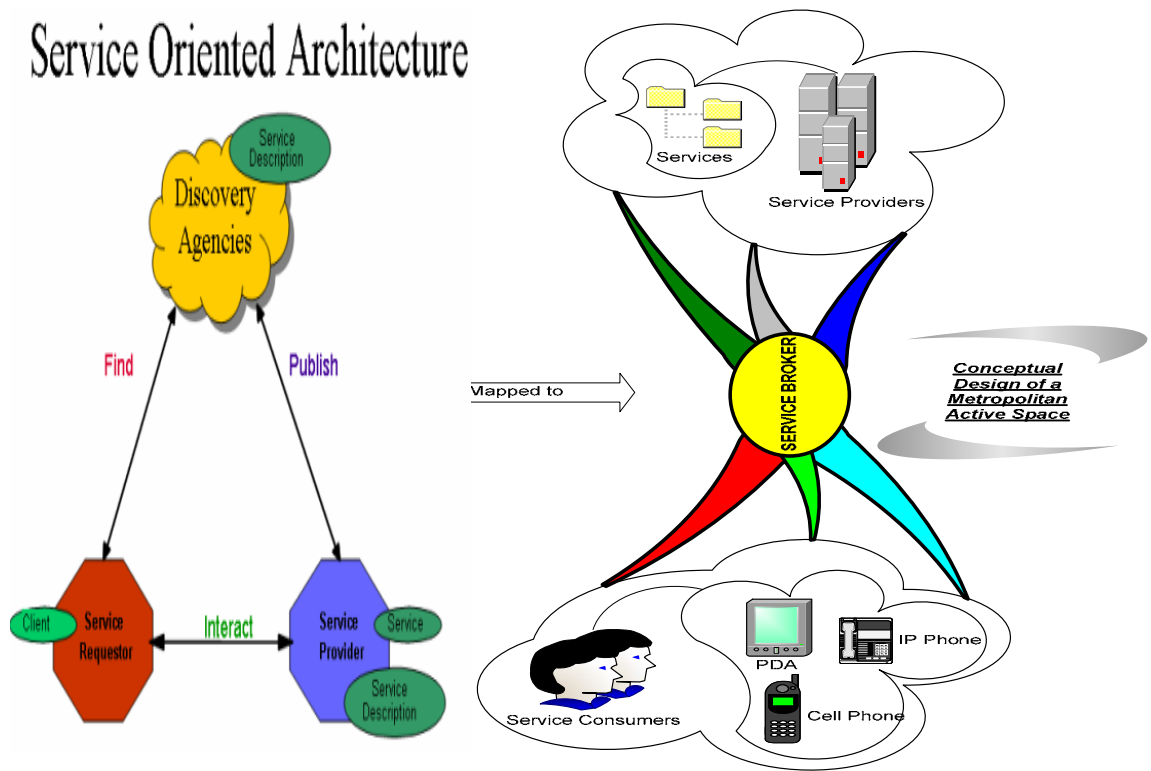 Service Oriented Architecture
Service
Description
Discovery
Agencies
Find
Publish
Client
Service
Requestor
Interact
Service
Provider
Service
Service
Description
Mapped to
Services
Service Providers
SERVICE BROKER
Conceptual
Design of a
Metropolitan
Active Space
Service Consumers
PDA
IP Phone
Cell Phone